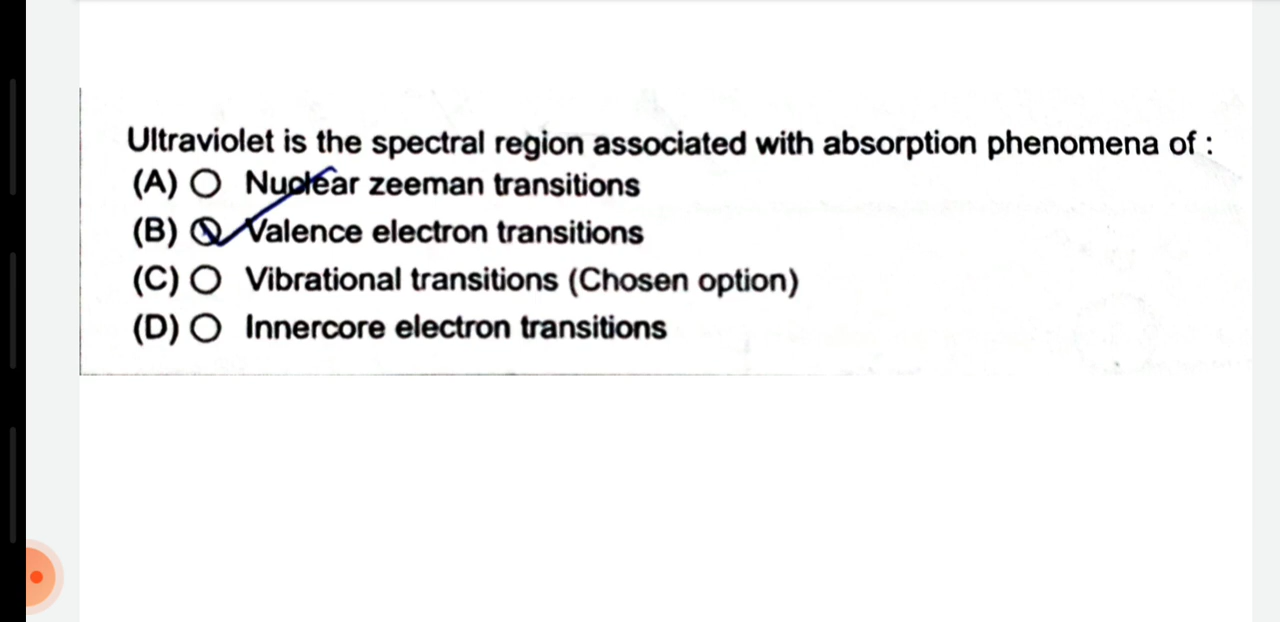 Ultraviolet is the spectral region associated with absorption phenomena of :
(A) O Nuclear zeeman transitions
(B) O Valence electron transitions
(C) O Vibrational transitions (Chosen option)
(D) O Innercore electron transitions